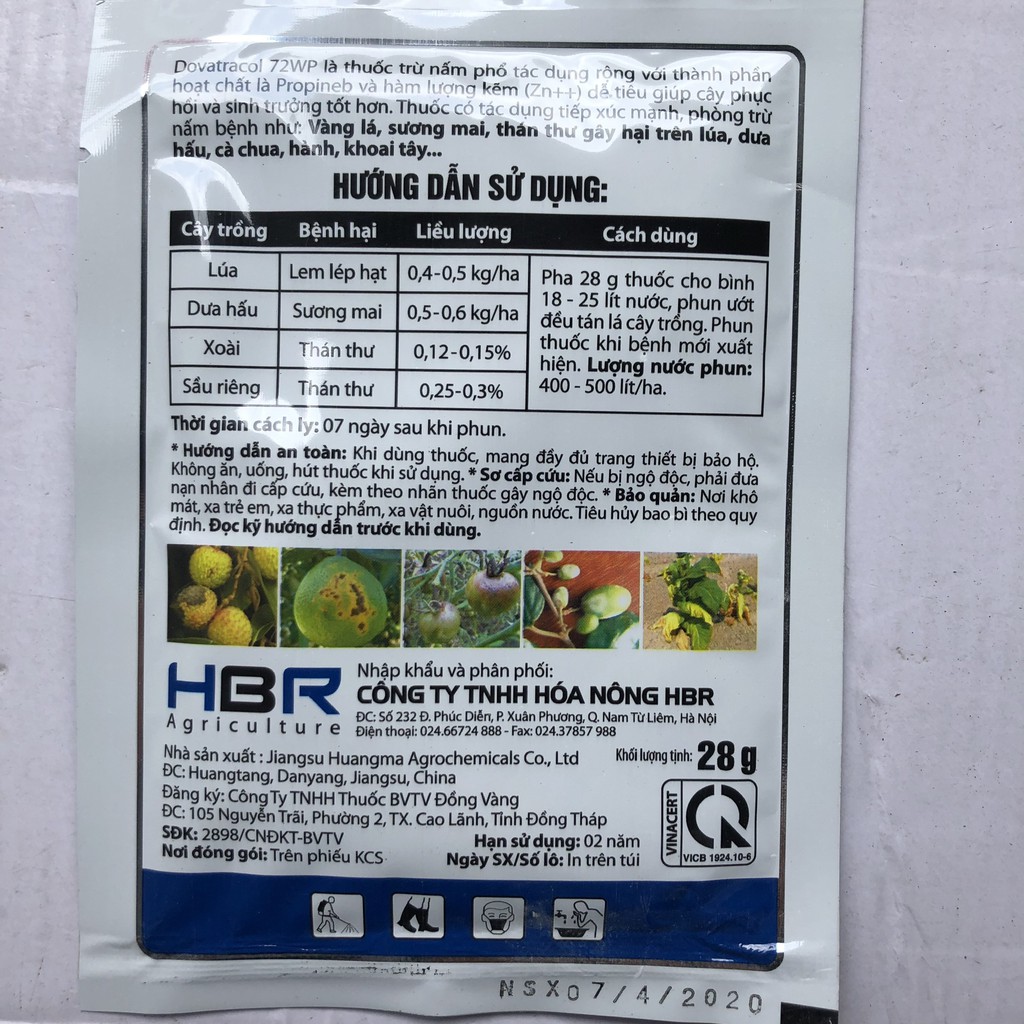 Dovatracol 72WP là thuốc trừ nấm phổ tác dụng rộng với thành phần
hoạt chất là Propineb và hàm lượng kẽm (Zn++) dễ tiêu giúp cây phục
hồi và sinh trưởng tốt hơn. Thuốc có tác dụng tiếp xúc mạnh, phòng trừ
nấm bệnh như: Vàng lá, sương mai, thán thư gây hại trên lúa, dưa
hấu, cà chua, hành, khoai tây...
HƯỚNG DẪN SỬ DỤNG:
Cây trồng Bệnh hại Liều lượng Cách dùng
Lúa Lem lép hạt 0,4-0,5 kg/ha
Dưa hấu Sương mai 0,5-0,6 kg/ha
Xoài Thán thư 0,12-0,15%
Sầu riêng Thán thư 0,25-0,3%
Pha 28 g thuốc cho bình
18 - 25 lít nước, phun ướt
đều tán lá cây trồng. Phun
thuốc khi bệnh mới xuất
hiện. Lượng nước phun:
400 - 500 lít/ha.
Thời gian cách ly: 07 ngày sau khi phun.
* Hướng dẫn an toàn: Khi dùng thuốc, mang đầy đủ trang thiết bị bảo hộ.
Không ăn, uống, hút thuốc khi sử dụng. * Sơ cấp cứu: Nếu bị ngộ độc, phải đưa
nạn nhân đi cấp cứu, kèm theo nhãn thuốc gây ngộ độc. * Bảo quản: Nơi khô
mát, xa trẻ em, xa thực phẩm, xa vật nuôi, nguồn nước. Tiêu hủy bao bì theo quy
định. Đọc kỹ hướng dẫn trước khi dùng.
HBR
Agriculture
Nhập khẩu và phân phối:
CÔNG TY TNHH HÓA NÔNG HBR
ĐC: Số 232 Đ. Phúc Diễn, P. Xuân Phương, Q. Nam Từ Liêm, Hà Nội
Điện thoại: 024.66724 888 - Fax: 024.37857 988
Nhà sản xuất : Jiangsu Huangma Agrochemicals Co., Ltd
ĐC: Huangtang, Danyang, Jiangsu, China
Khối lượng tịnh: 28 g
Đăng ký: Công Ty TNHH Thuốc BVTV Đồng Vàng
ĐC: 105 Nguyễn Trãi, Phường 2, TX. Cao Lãnh, Tỉnh Đồng Tháp
SĐK: 2898/CNĐKT-BVTV
Hạn sử dụng: 02 năm
Nơi đóng gói: Trên phiếu KCS
Ngày SX/Số lô: In trên túi
VINACERT
VICB 1924.10-6
NSX07/4/2020